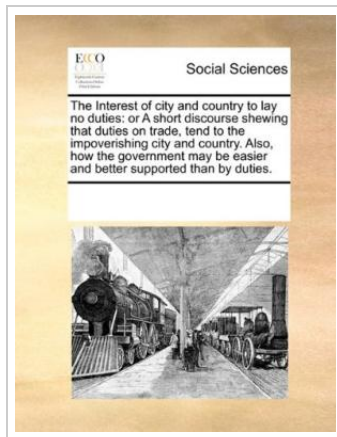 ECCO
Social Sciences
The Interest of city and country to lay
no duties: or A short discourse shewing
that duties on trade, tend to the
impoverishing city and country. Also,
how the government may be easier
and better supported than by duties.